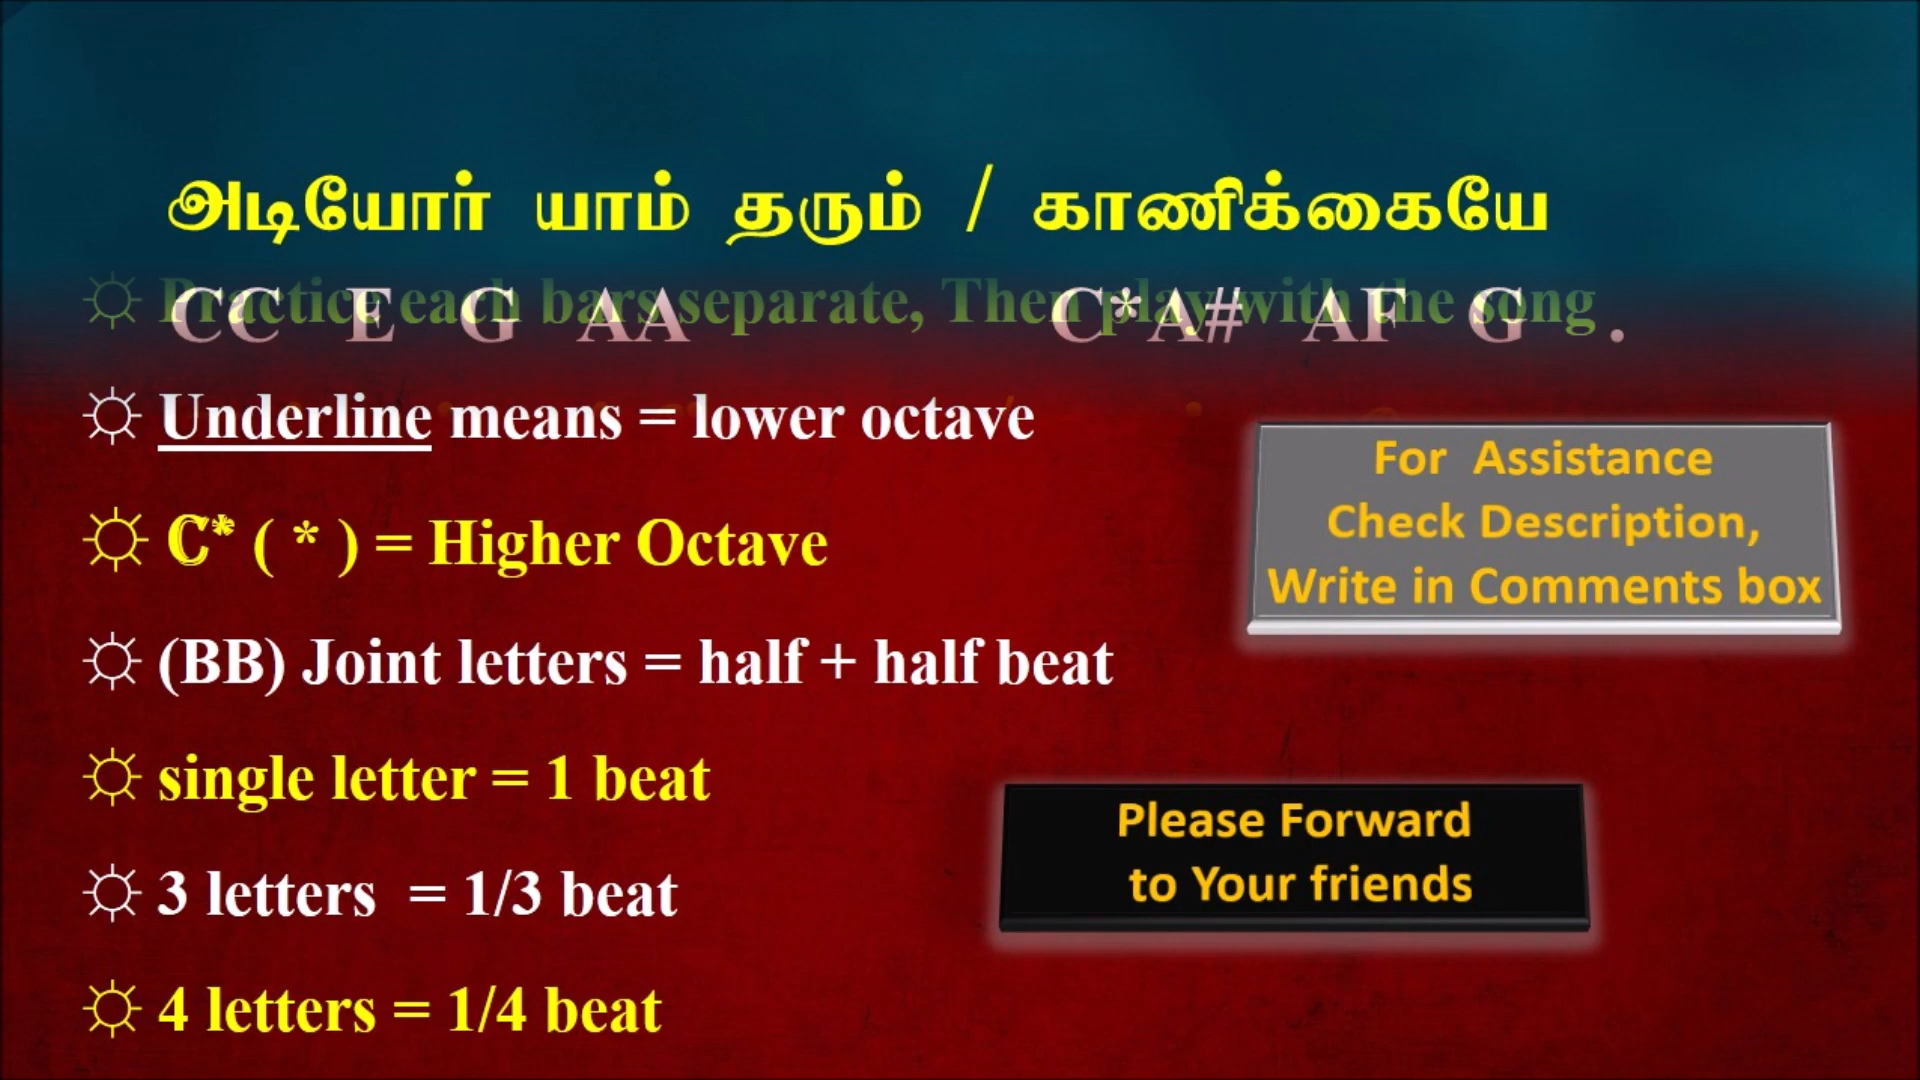 அடியோர் யாம் தரும் / காணிக்கையே
☼ Practice each bars separate, Then play with the song
CC E G AA C*A# AF G .
☼ Underline means = lower octave
☼ C* ( * ) = Higher Octave
☼ (BB) Joint letters = half + half beat
☼ single letter = 1 beat
☼ 3 letters = 1/3 beat
☼ 4 letters = 1/4 beat
For Assistance
Check Description,
Write in Comments box
Please Forward
to Your friends